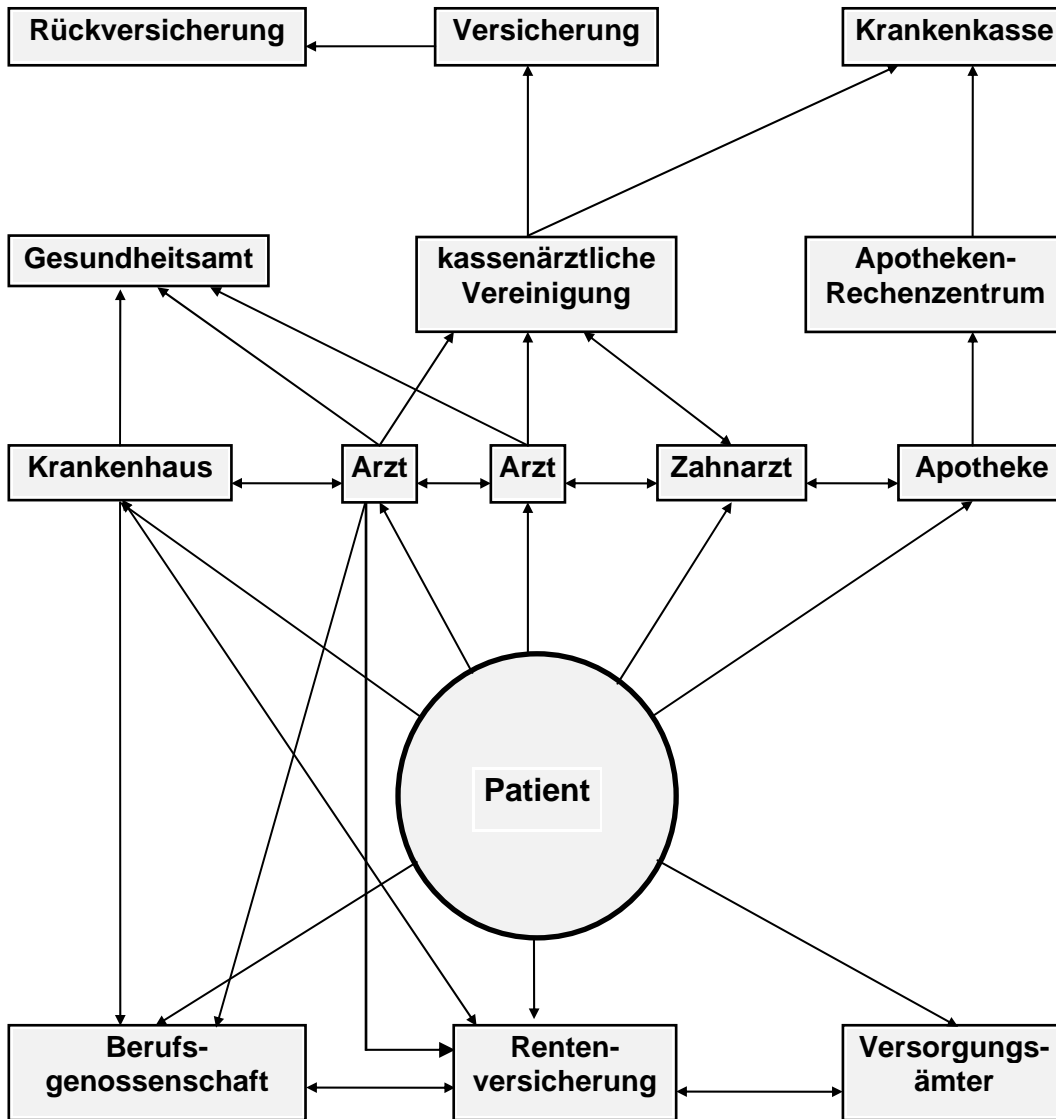 Rückversicherung
Versicherung
Krankenkasse
Gesundheitsamt
kassenärztliche
Vereinigung
Apotheken-
Rechenzentrum
Krankenhaus
Arzt
Arzt
Zahnarzt
Apotheke
Patient
Berufs-
genossenschaft
Renten-
versicherung
Versorgungs-
ämter